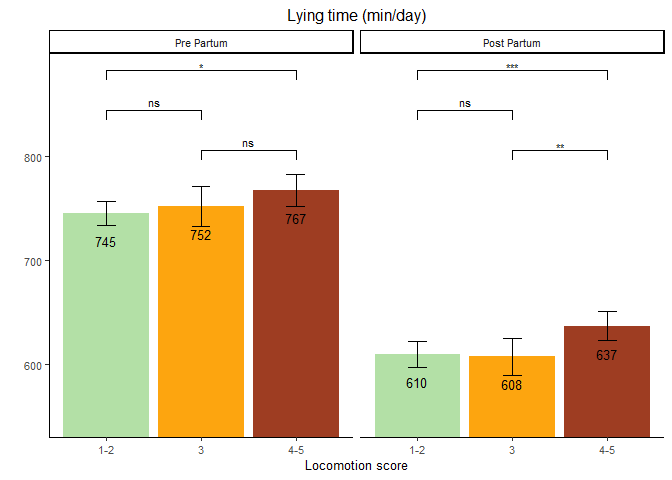 Lying time (min/day)
Pre Partum
Post Partum
*
***
ns
ns
ns
**
800
700
600
745
752
767
610
608
637
1-2
3
4-5
1-2
3
4-5
Locomotion score